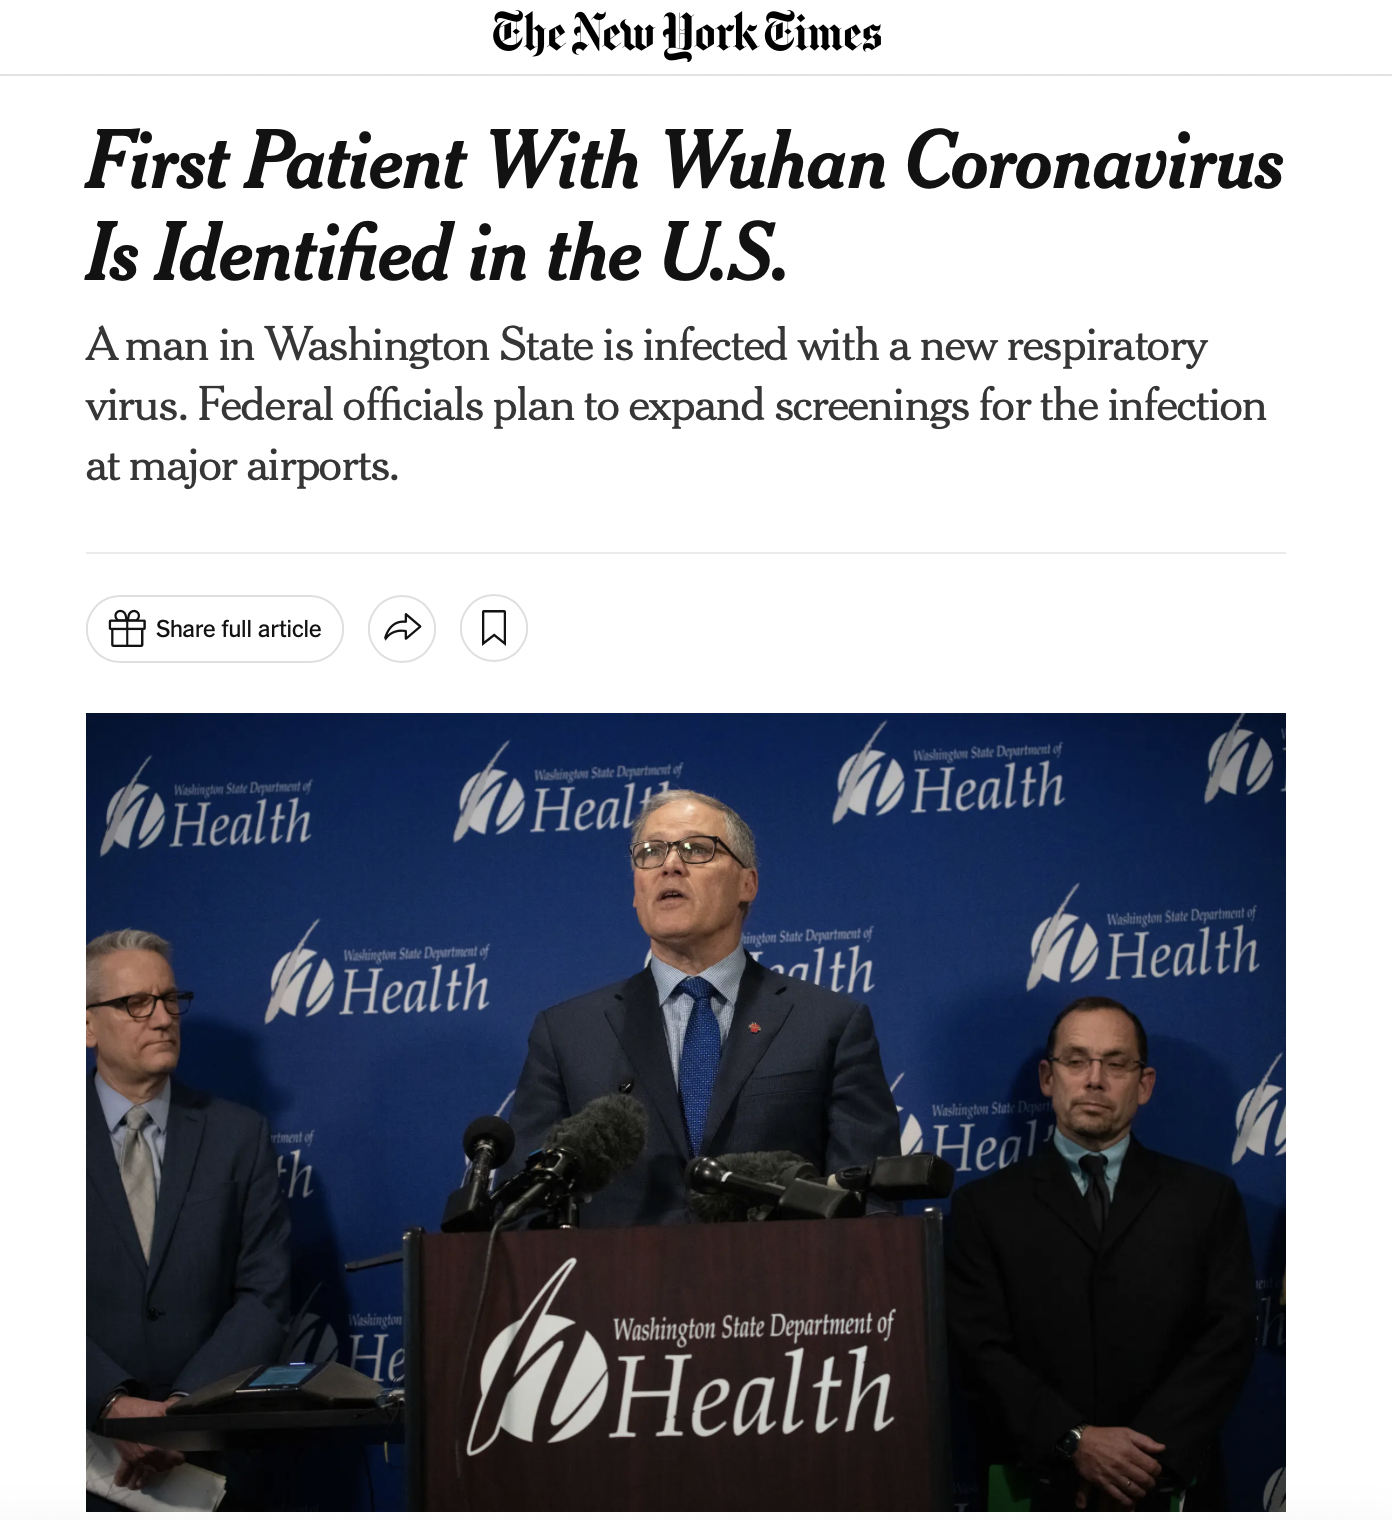 The New York Times
First Patient With Wuhan Coronavirus
Is Identified in the U.S.
A man in Washington State is infected with a new respiratory
virus. Federal officials plan to expand screenings for the infection
at major airports.
Share full article
Washington State Department of
Health
Washington State Department of
Health
Washington State Department of
Health
Washington State Department of
Health
State Department of
Washington State Department of
Health
Washington State
Washington
Washington State Department of
Health